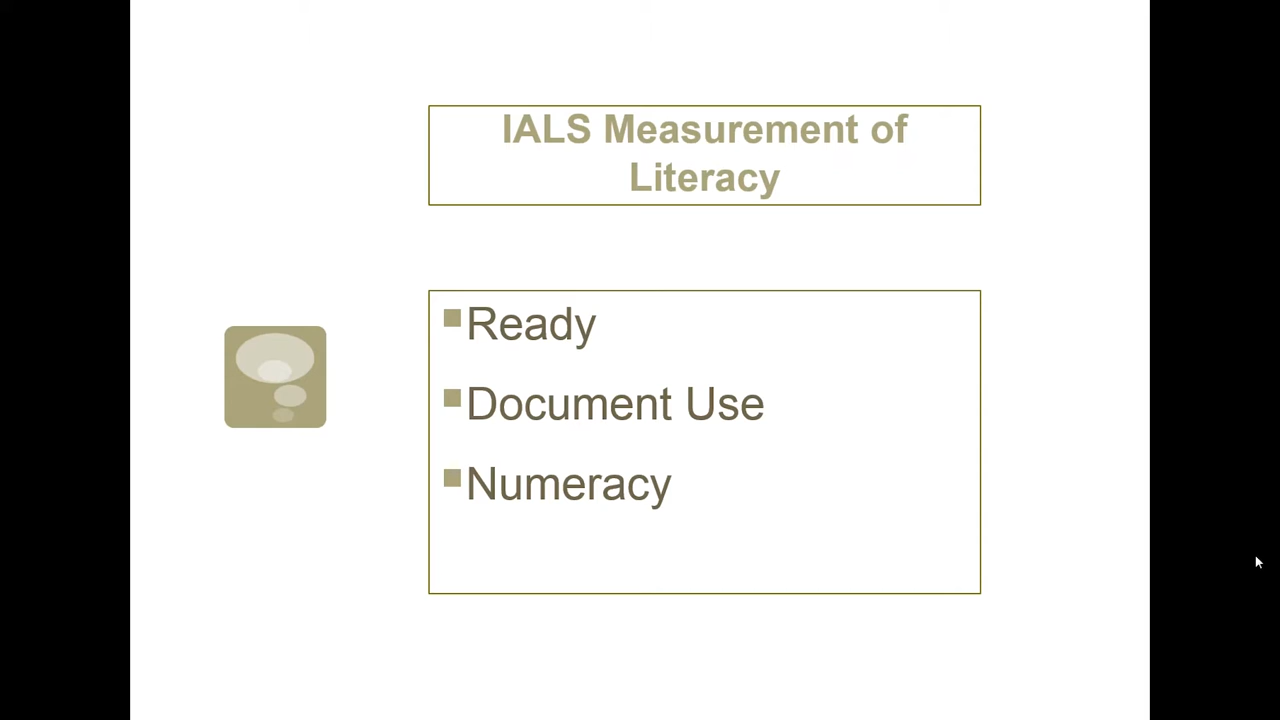 IALS Measurement of
Literacy
Ready
Document Use
Numeracy